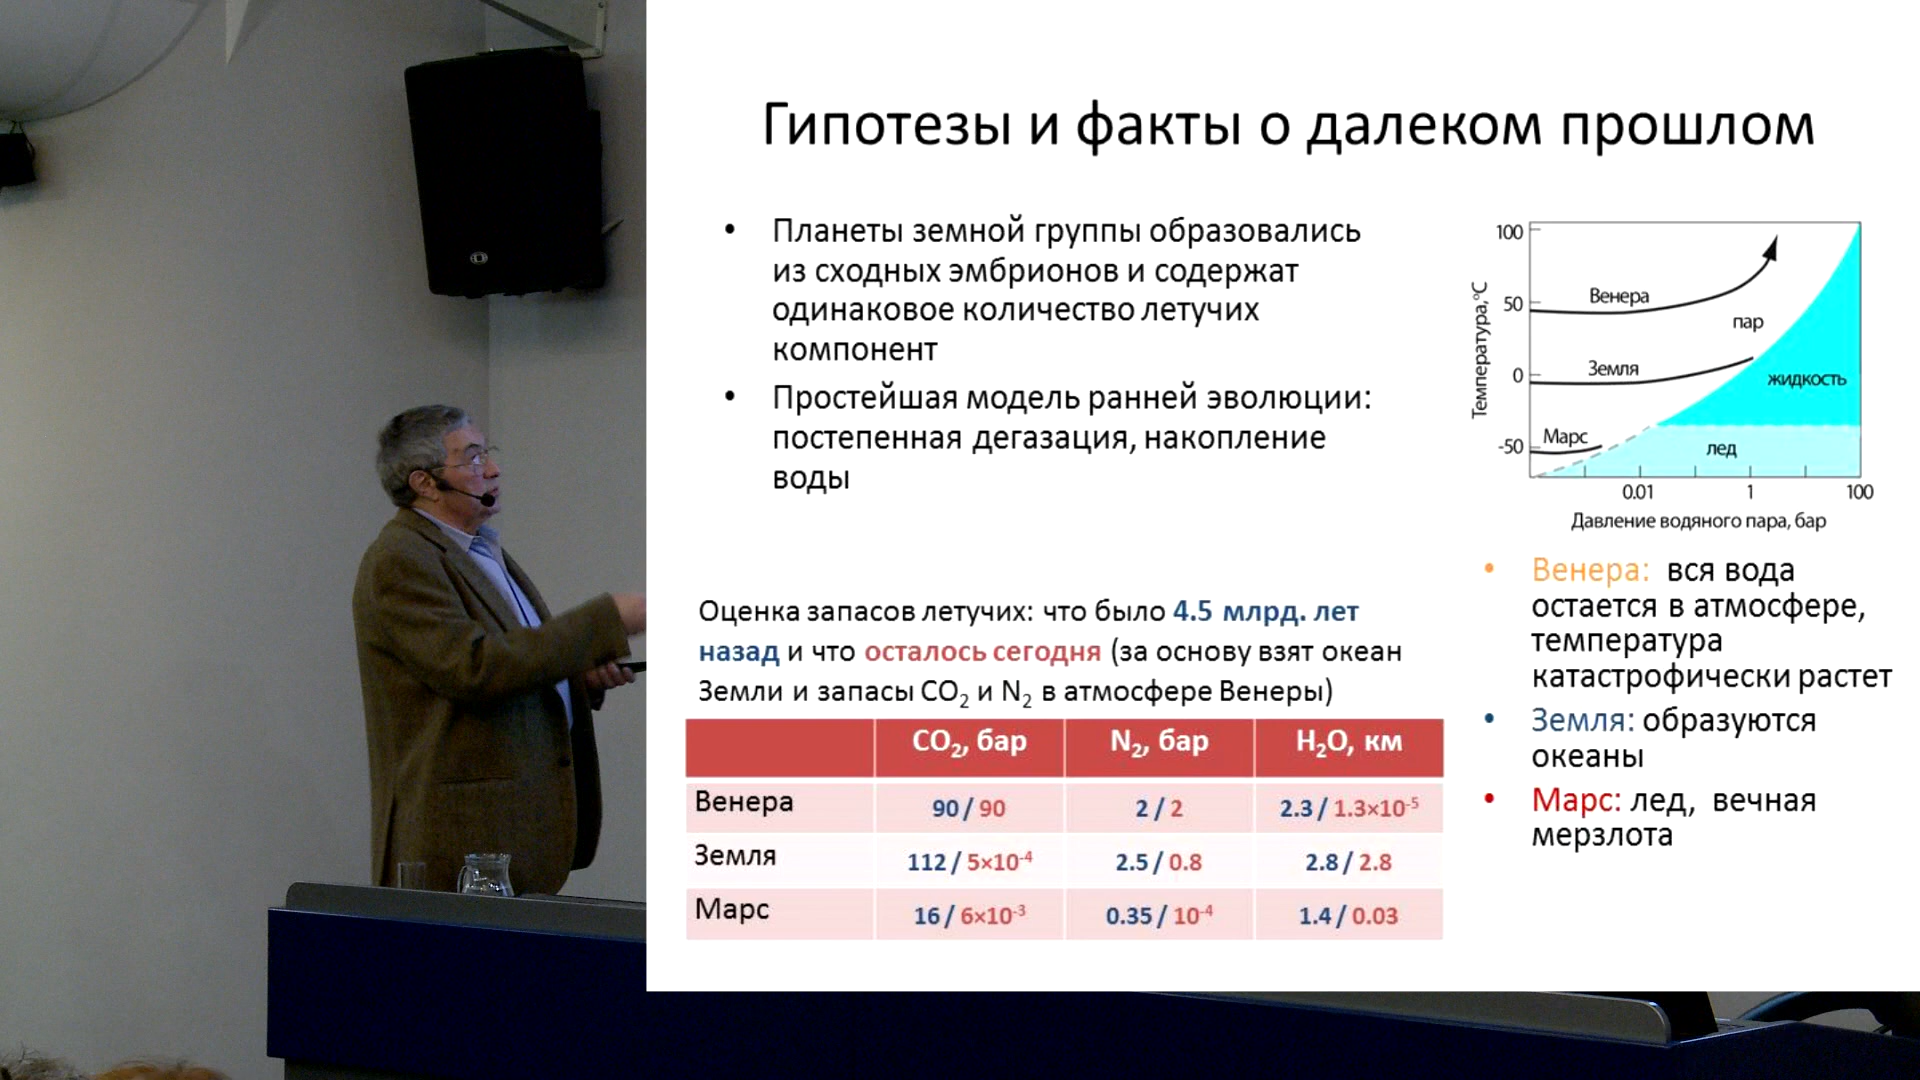 Гипотезы и факты о далеком прошлом
• Планеты земной группы образовались
из сходных эмбрионов и содержат
одинаковое количество летучих
компонент
• Простейшая модель ранней эволюции:
постепенная дегазация, накопление
воды
Температура,°C
100
50
0
-50
Венера
пар
Земля
жидкость
Марс
лед
0.01 1 100
Давление водяного пара, бар
Оценка запасов летучих: что было 4.5 млрд. лет
назад и что осталось сегодня (за основу взят океан
Земли и запасы CO₂ и N₂ в атмосфере Венеры)
CO₂, бар N₂, бар H₂O, км
Венера 90 / 90 2 / 2 2.3 / 1.3×10⁻⁵
Земля 112 / 5×10⁻⁴ 2.5 / 0.8 2.8 / 2.8
Марс 16 / 6×10⁻³ 0.35 / 10⁻⁴ 1.4 / 0.03
• Венера: вся вода
остается в атмосфере,
температура
катастрофически растет
• Земля: образуются
океаны
• Марс: лед, вечная
мерзлота